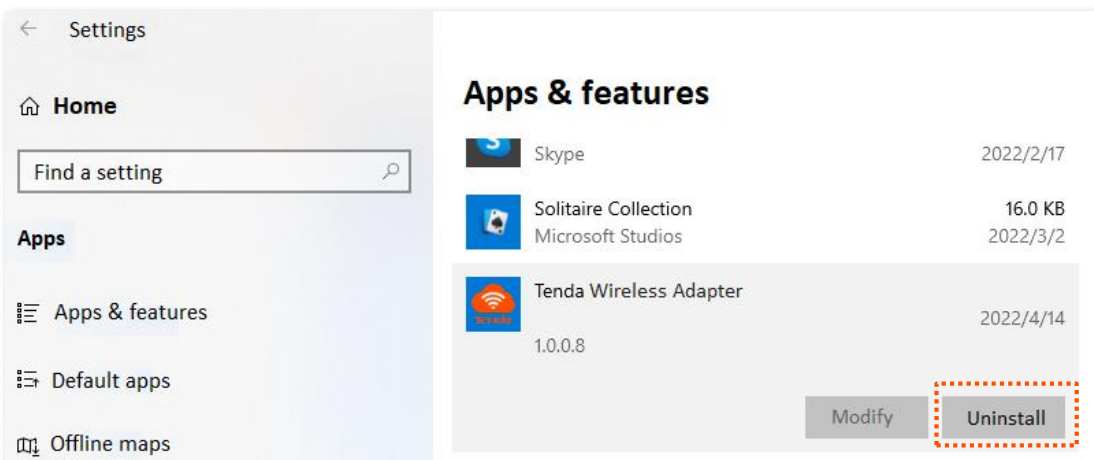 Settings
Home
Find a setting
Apps
Apps & features
Default apps
Offline maps
Apps & features
Skype 2022/2/17
Solitaire Collection 16.0 KB
Microsoft Studios 2022/3/2
Tenda Wireless Adapter
2022/4/14
1.0.0.8
Modify Uninstall